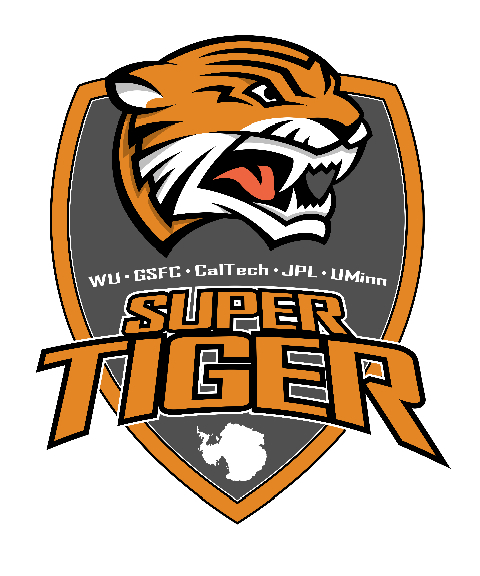 WU · GSFC · CalTech · JPL · UMinn
SUPER
TIGER